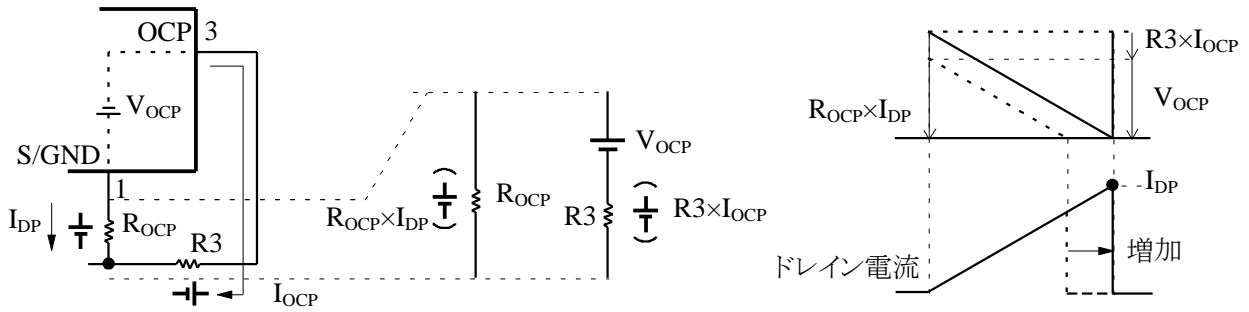 OCP 3
V_OCP
S/GND
1
I_DP
R_OCP
R3
I_OCP
R_OCP×I_DP
R_OCP
V_OCP
R3
R3×I_OCP
R3×I_OCP
V_OCP
R_OCP×I_DP
I_DP
増加
ドレイン電流